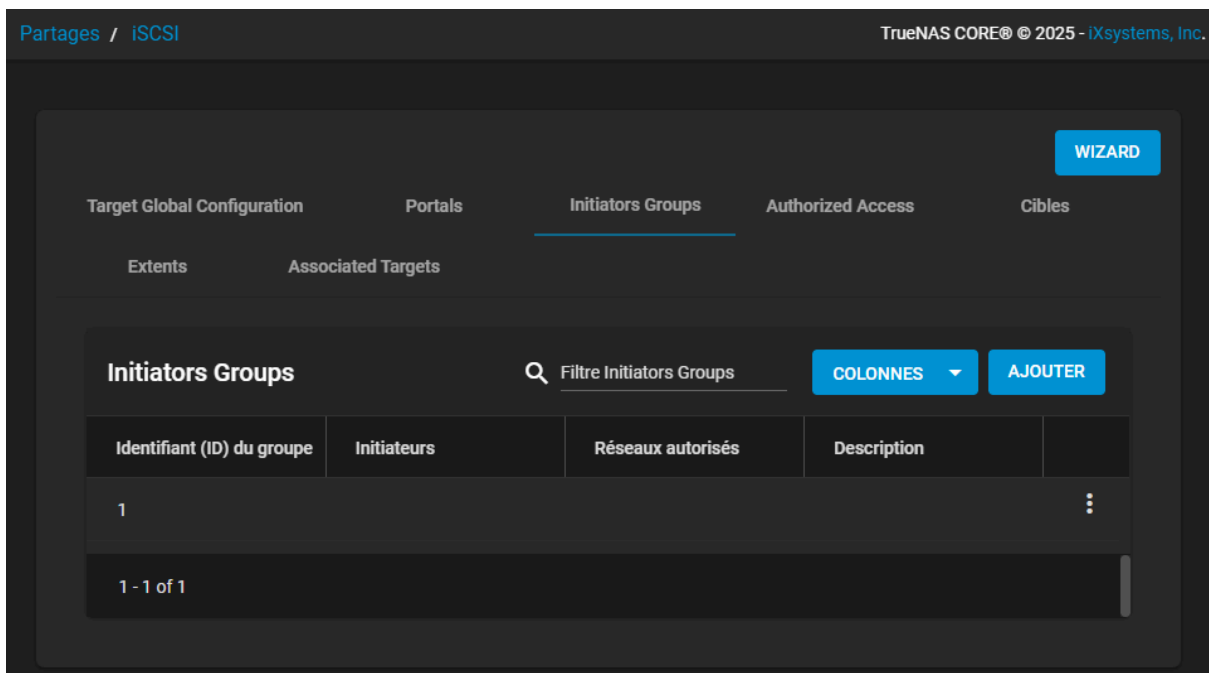 Partages / iSCSI TrueNAS CORE® © 2025 - iXsystems, Inc.
WIZARD
Target Global Configuration Portals Initiators Groups Authorized Access Cibles
Extents Associated Targets
Initiators Groups Filtre Initiators Groups COLONNES AJOUTER
Identifiant (ID) du groupe Initiateurs Réseaux autorisés Description
1
1 - 1 of 1